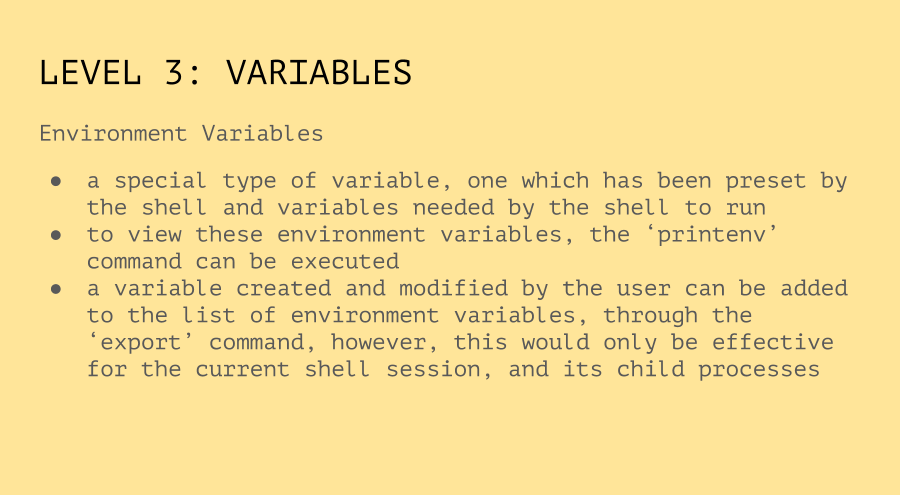 LEVEL 3: VARIABLES
Environment Variables
● a special type of variable, one which has been preset by
the shell and variables needed by the shell to run
● to view these environment variables, the ‘printenv’
command can be executed
● a variable created and modified by the user can be added
to the list of environment variables, through the
‘export’ command, however, this would only be effective
for the current shell session, and its child processes